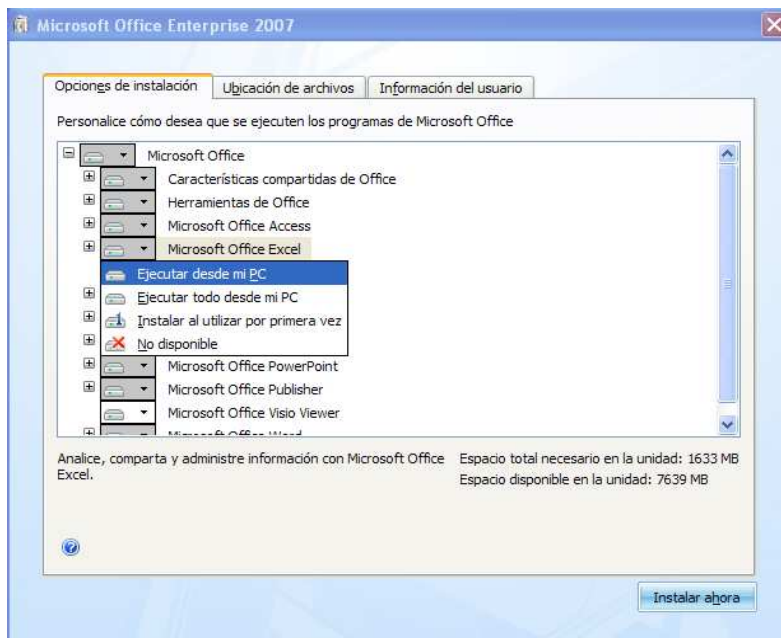 Microsoft Office Enterprise 2007
Opciones de instalación
Ubicación de archivos
Información del usuario
Personalice cómo desea que se ejecuten los programas de Microsoft Office
Microsoft Office
Características compartidas de Office
Herramientas de Office
Microsoft Office Access
Microsoft Office Excel
Ejecutar desde mi PC
Ejecutar todo desde mi PC
Instalar al utilizar por primera vez
No disponible
Microsoft Office PowerPoint
Microsoft Office Publisher
Microsoft Office Visio Viewer
Microsoft Office Word
Analice, comparta y administre información con Microsoft Office
Excel.
Espacio total necesario en la unidad: 1633 MB
Espacio disponible en la unidad: 7639 MB
Instalar ahora